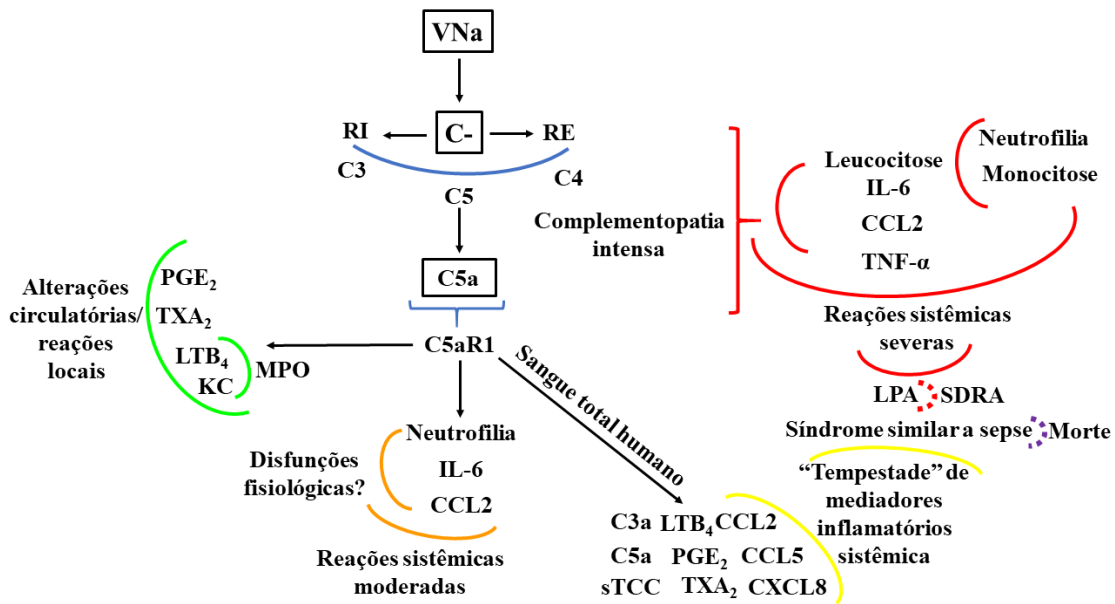 VNa
RI
C-
RE
C3
C5
C4
C5a
C5aR1
Alterações
circulatórias/
reações
locais
PGE₂
TXA₂
LTB₄
KC
MPO
Disfunções
fisiológicas?
Neutrofilia
IL-6
CCL2
Reações sistêmicas
moderadas
Sangue total humano
C3a LTB₄ CCL2
C5a PGE₂ CCL5
sTCC TXA₂ CXCL8
Complementopatia
intensa
Leucocitose
IL-6
CCL2
TNF-α
Neutrofilia
Monocitose
Reações sistêmicas
severas
LPA SDRA
Síndrome similar a sepse Morte
“Tempestade” de
mediadores
inflamatórios
sistêmica